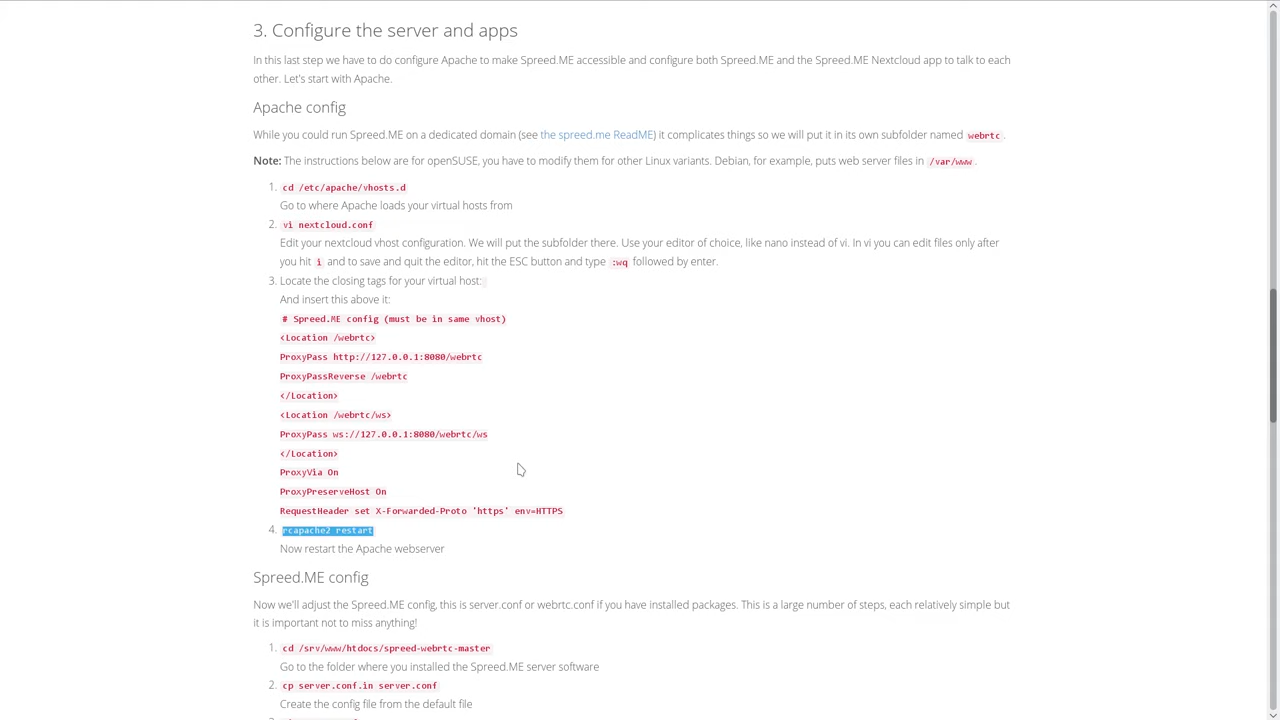 3. Configure the server and apps
In this last step we have to do configure Apache to make Spreed.ME accessible and configure both Spreed.ME and the Spreed.ME Nextcloud app to talk to each
other. Let's start with Apache.
Apache config
While you could run Spreed.ME on a dedicated domain (see the spreed.me ReadME) it complicates things so we will put it in its own subfolder named webrtc.
Note: The instructions below are for openSUSE, you have to modify them for other Linux variants. Debian, for example, puts web server files in /var/www.
1. cd /etc/apache/vhosts.d
Go to where Apache loads your virtual hosts from
2. vi nextcloud.conf
Edit your nextcloud vhost configuration. We will put the subfolder there. Use your editor of choice, like nano instead of vi. In vi you can edit files only after
you hit i and to save and quit the editor, hit the ESC button and type :wq followed by enter.
3. Locate the closing tags for your virtual host:
And insert this above it:
# Spreed.ME config (must be in same vhost)
<Location /webrtc>
ProxyPass http://127.0.0.1:8080/webrtc
ProxyPassReverse /webrtc
</Location>
<Location /webrtc/ws>
ProxyPass ws://127.0.0.1:8080/webrtc/ws
</Location>
ProxyVia On
ProxyPreserveHost On
RequestHeader set X-Forwarded-Proto 'https' env=HTTPS
4. rcapache2 restart
Now restart the Apache webserver
Spreed.ME config
Now we'll adjust the Spreed.ME config, this is server.conf or webrtc.conf if you have installed packages. This is a large number of steps, each relatively simple but
it is important not to miss anything!
1. cd /srv/www/htdocs/spreed-webrtc-master
Go to the folder where you installed the Spreed.ME server software
2. cp server.conf.in server.conf
Create the config file from the default file